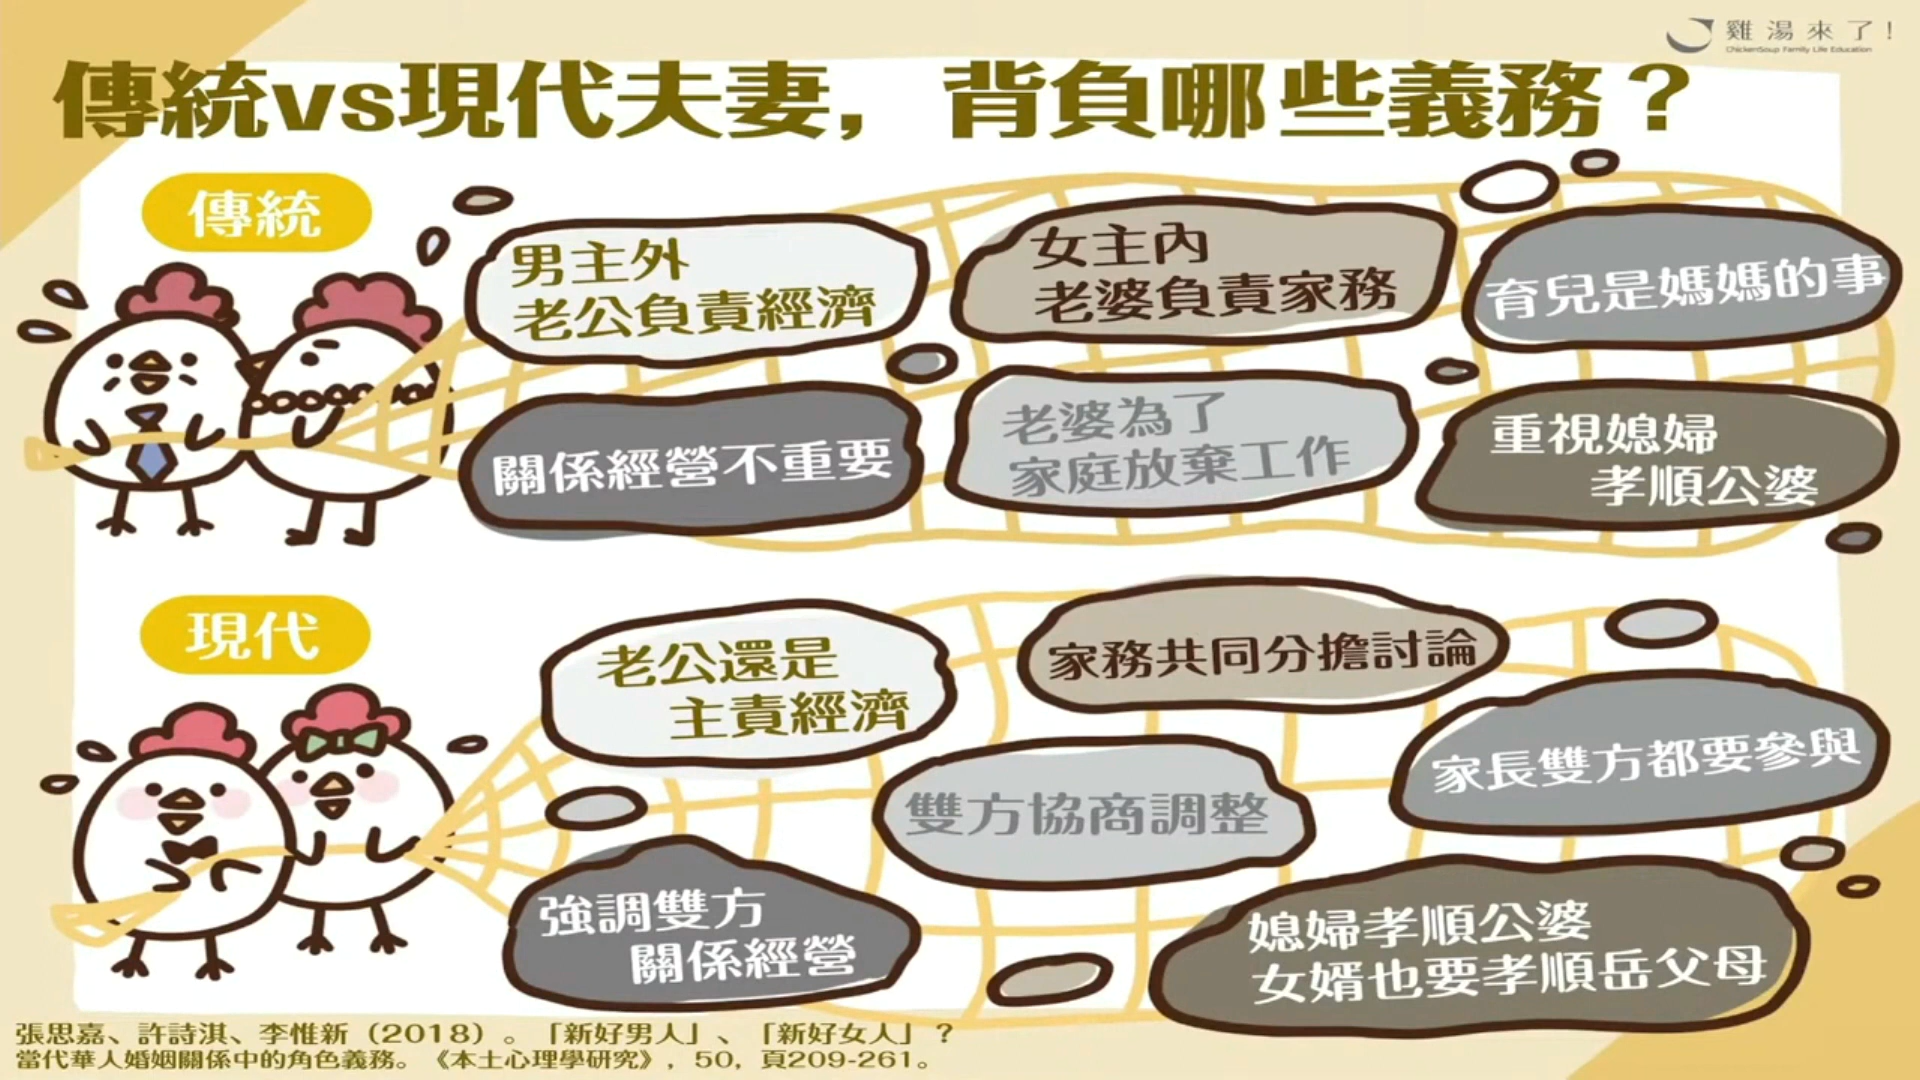 雞湯來了!
ChickenSoup Family Life Education
傳統vs現代夫妻，背負哪些義務？
傳統
男主外
老公負責經濟
女主內
老婆負責家務
育兒是媽媽的事
關係經營不重要
老婆為了
家庭放棄工作
重視媳婦
孝順公婆
現代
老公還是
主責經濟
家務共同分擔討論
家長雙方都要參與
雙方協商調整
強調雙方
關係經營
媳婦孝順公婆
女婿也要孝順岳父母
張思嘉、許詩淇、李惟新（2018）。「新好男人」、「新好女人」？
當代華人婚姻關係中的角色義務。《本土心理學研究》，50，頁209-261。